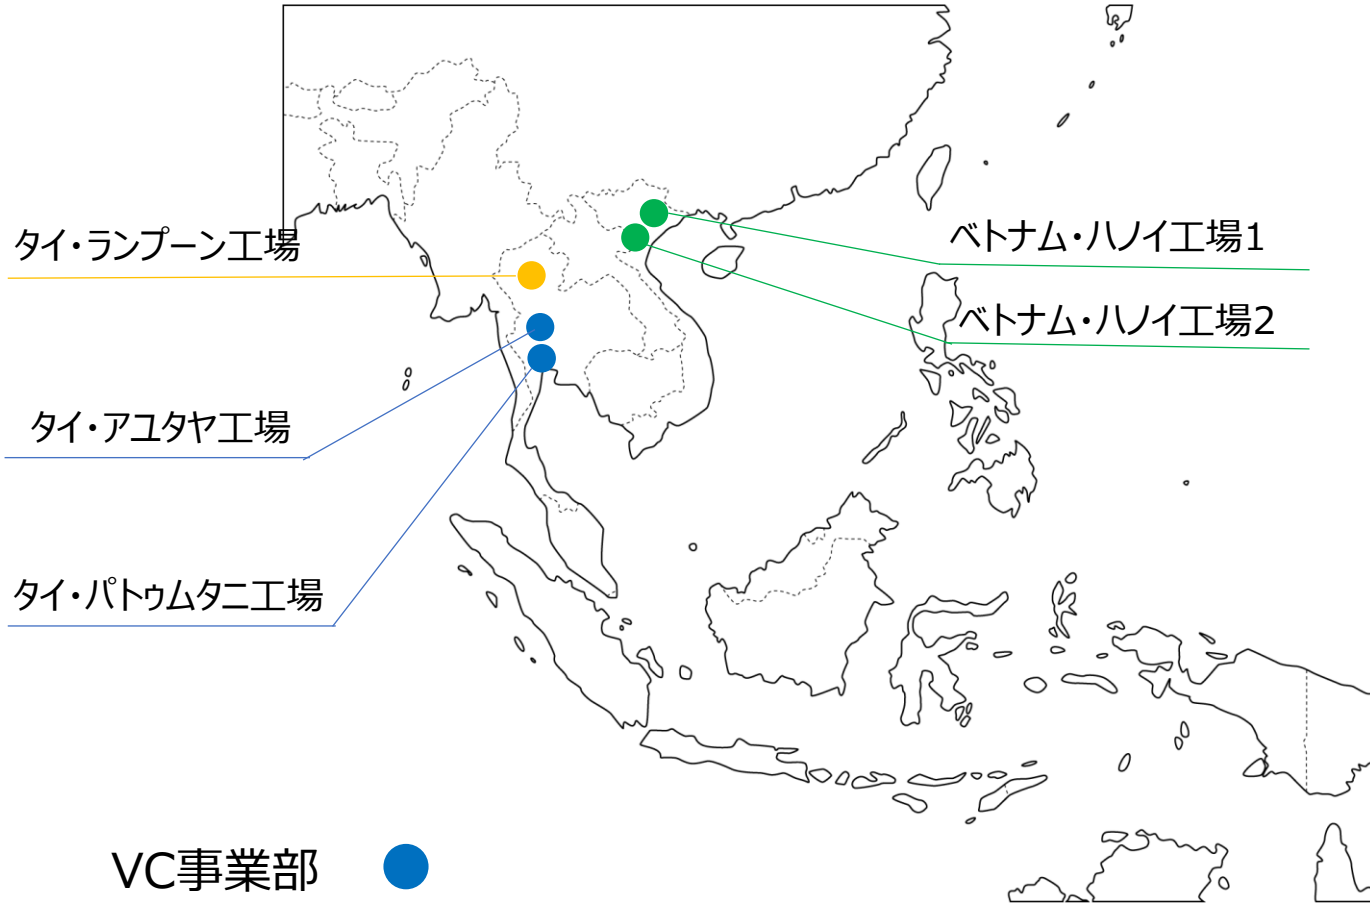 タイ・ランプーン工場
ベトナム・ハノイ工場1
ベトナム・ハノイ工場2
タイ・アユタヤ工場
タイ・パトゥムタニ工場
VC事業部